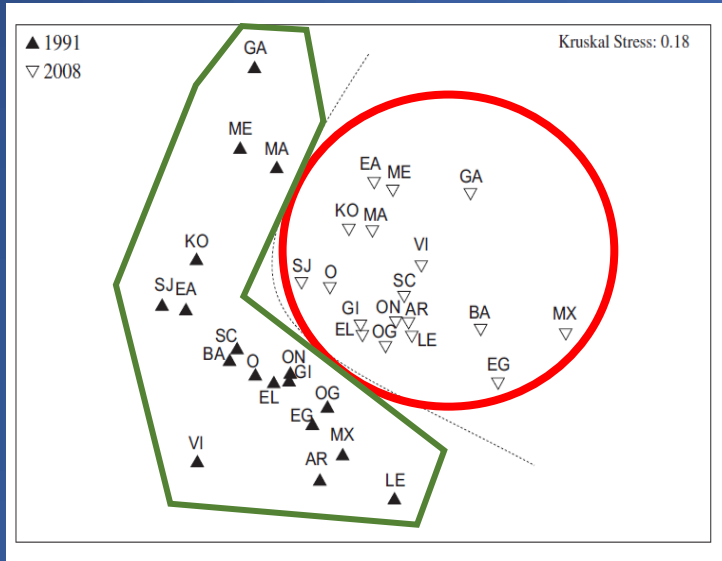 ▲ 1991
Kruskal Stress: 0.18
▽ 2008
GA
ME
MA
EA
ME
GA
KO
MA
KO
VI
SJ
O
SJ
EA
SC
GI
ON
AR
BA
MX
EL
OG
LE
SC
BA
O
ON
GI
EL
EG
OG
EG
MX
VI
AR
LE